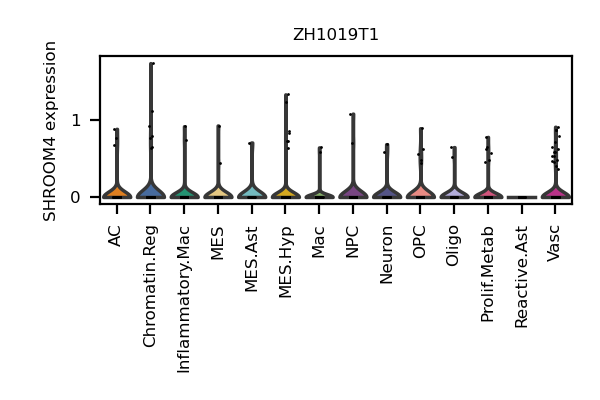 ZH1019T1
SHROOM4 expression
1
0
AC
Chromatin.Reg
Inflammatory.Mac
MES
MES.Ast
MES.Hyp
Mac
NPC
Neuron
OPC
Oligo
Prolif.Metab
Reactive.Ast
Vasc